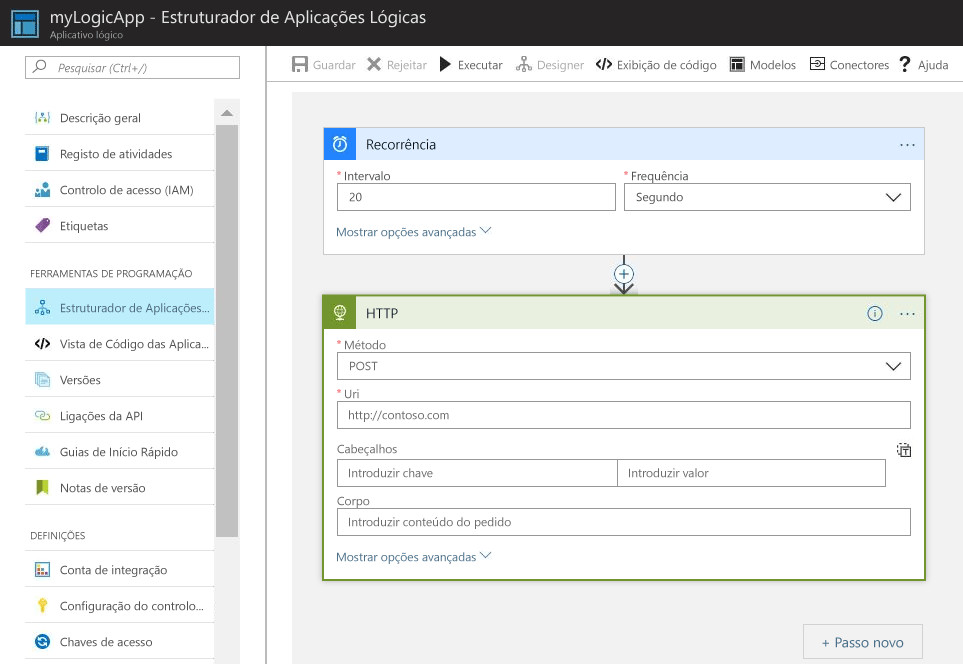 myLogicApp - Estruturador de Aplicações Lógicas
Aplicativo lógico
Pesquisar (Ctrl+/)
Descrição geral
Registo de atividades
Controlo de acesso (IAM)
Etiquetas
FERRAMENTAS DE PROGRAMAÇÃO
Estruturador de Aplicações...
Vista de Código das Aplica...
Versões
Ligações da API
Guias de Início Rápido
Notas de versão
DEFINIÇÕES
Conta de integração
Configuração do controlo...
Chaves de acesso
Guardar Rejeitar Executar Designer Exibição de código Modelos Conectores ? Ajuda
Recorrência ...
* Intervalo * Frequência
20 Segundo
Mostrar opções avançadas
HTTP ...
* Método
POST
* Uri
http://contoso.com
Cabeçalhos
Introduzir chave Introduzir valor
Corpo
Introduzir conteúdo do pedido
Mostrar opções avançadas
+ Passo novo